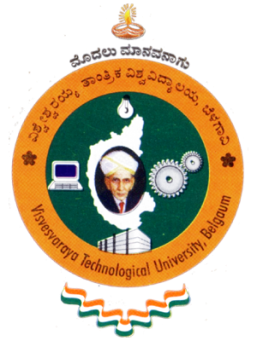 ಮೊದಲು ಮಾನವನಾಗು
ವಿಶ್ವೇಶ್ವರಯ್ಯ ತಾಂತ್ರಿಕ ವಿಶ್ವವಿದ್ಯಾಲಯ, ಬೆಳಗಾವಿ
Visvesvaraya Technological University, Belgaum